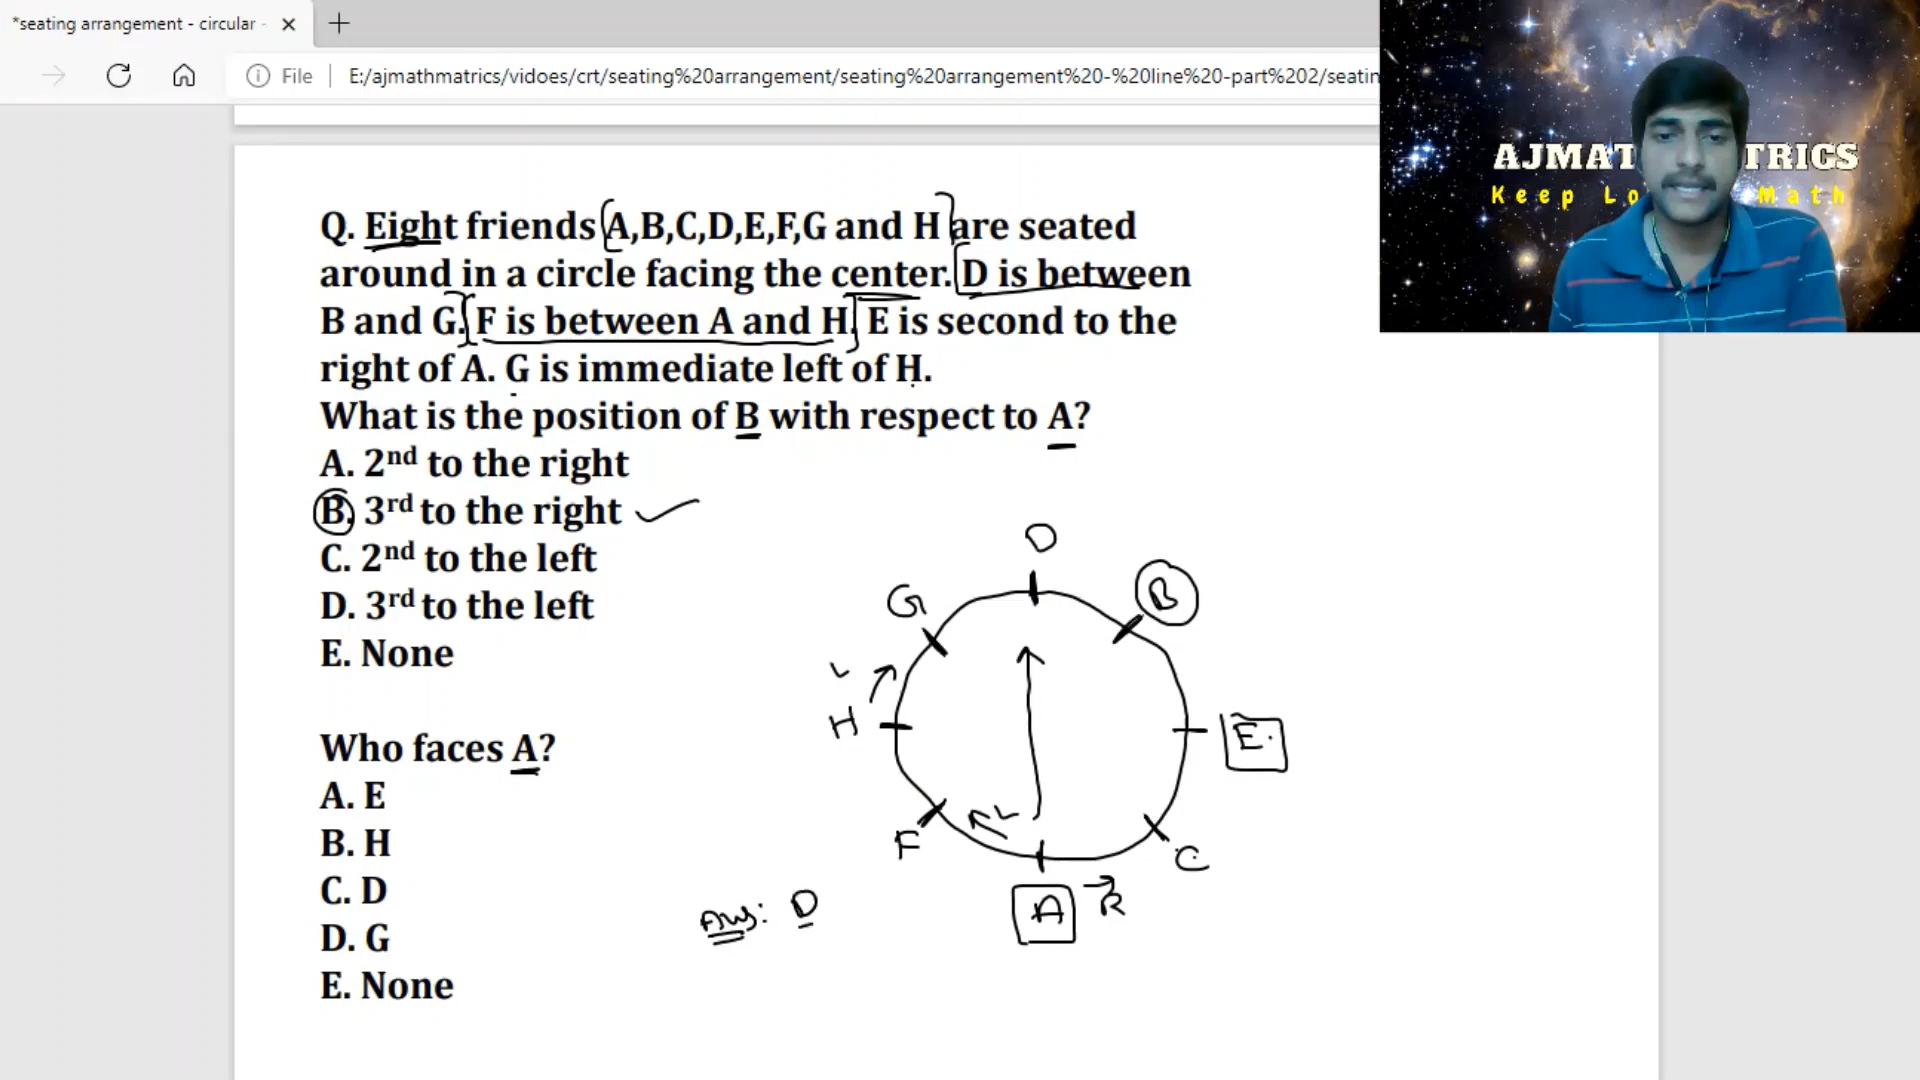 *seating arrangement - circular -
File E:/ajmathmatrics/vidoes/crt/seating%20arrangement/seating%20arrangement%20-%20line%20-part%202/seatin
AJMAT TRICS
Keep Lo Math
Q. Eight friends A,B,C,D,E,F,G and H are seated
around in a circle facing the center. D is between
B and G. F is between A and H. E is second to the
right of A. G is immediate left of H.
What is the position of B with respect to A?
A. 2nd to the right
B. 3rd to the right
C. 2nd to the left
D. 3rd to the left
E. None
Who faces A?
A. E
B. H
C. D
D. G
E. None
D
G
B
L
H
E.
L
F
C
Ans: D
A
R